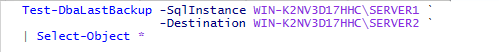 Test-DbaLastBackup -SqlInstance WIN-K2NV3D17HHC\SERVER1 `
-Destination WIN-K2NV3D17HHC\SERVER2 `
| Select-Object *